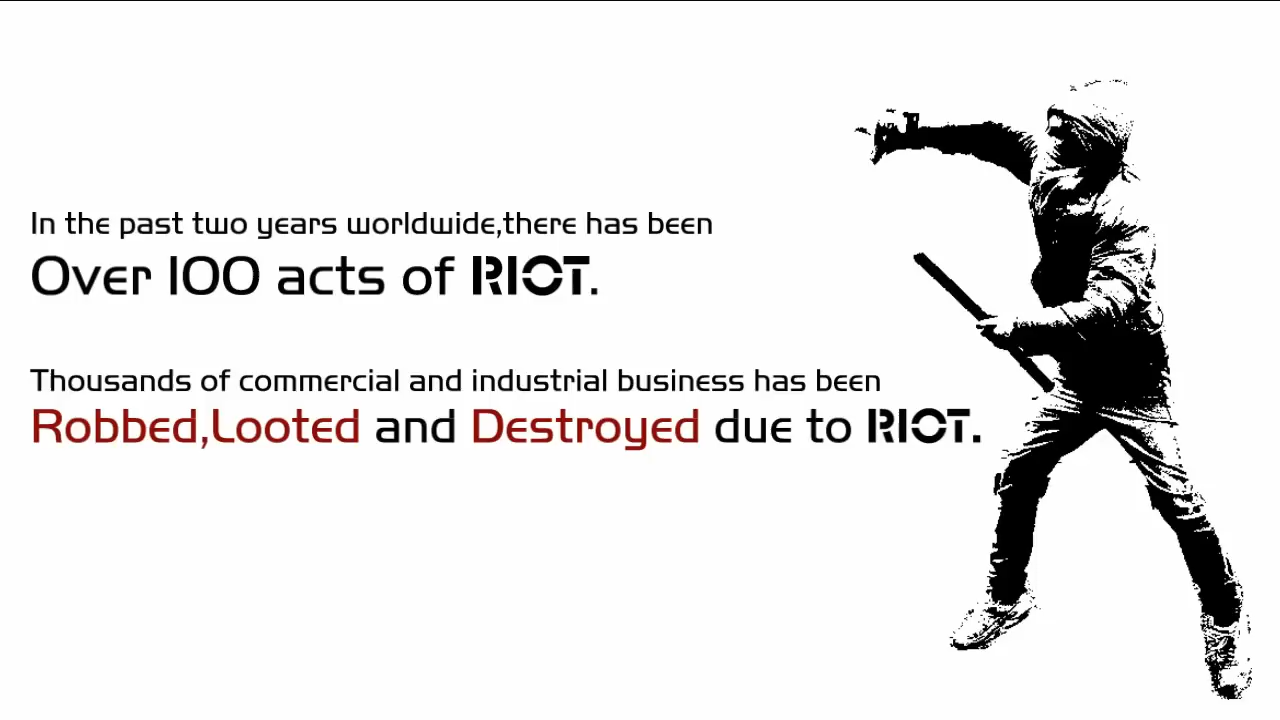 In the past two years worldwide,there has been
Over 100 acts of RIOT.
Thousands of commercial and industrial business has been
Robbed,Looted and Destroyed due to RIOT.